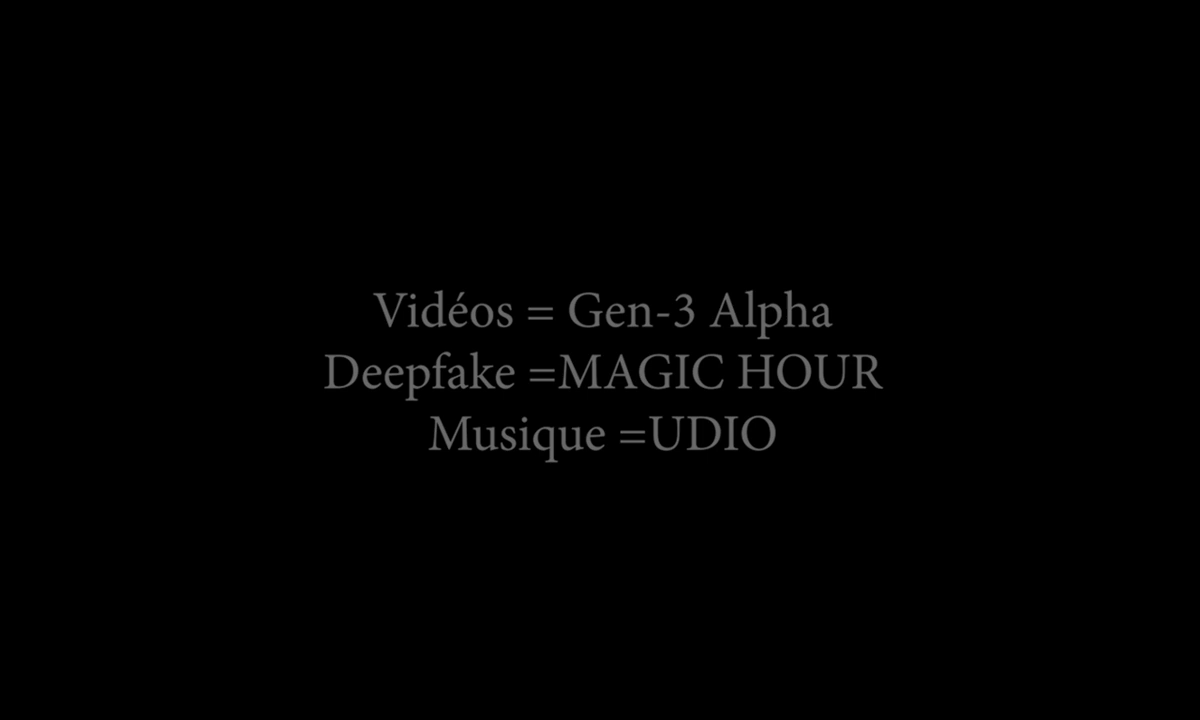 Vidéos = Gen-3 Alpha
Deepfake =MAGIC HOUR
Musique =UDIO